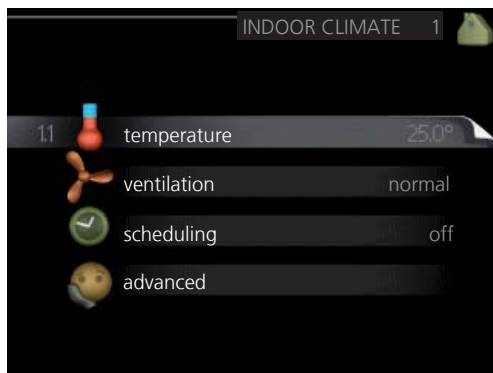 INDOOR CLIMATE 1
1.1 temperature 25.0°
ventilation normal
scheduling off
advanced